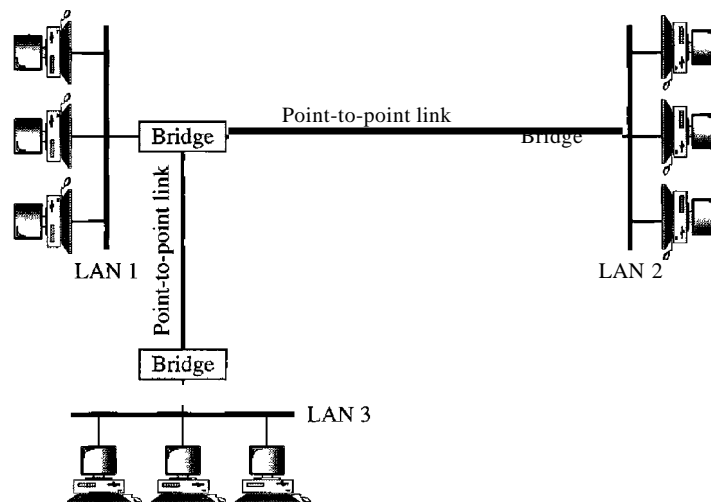 Point-to-point link
Bridge
Bridge
Point-to-point link
LAN 1
LAN 2
Bridge
LAN 3